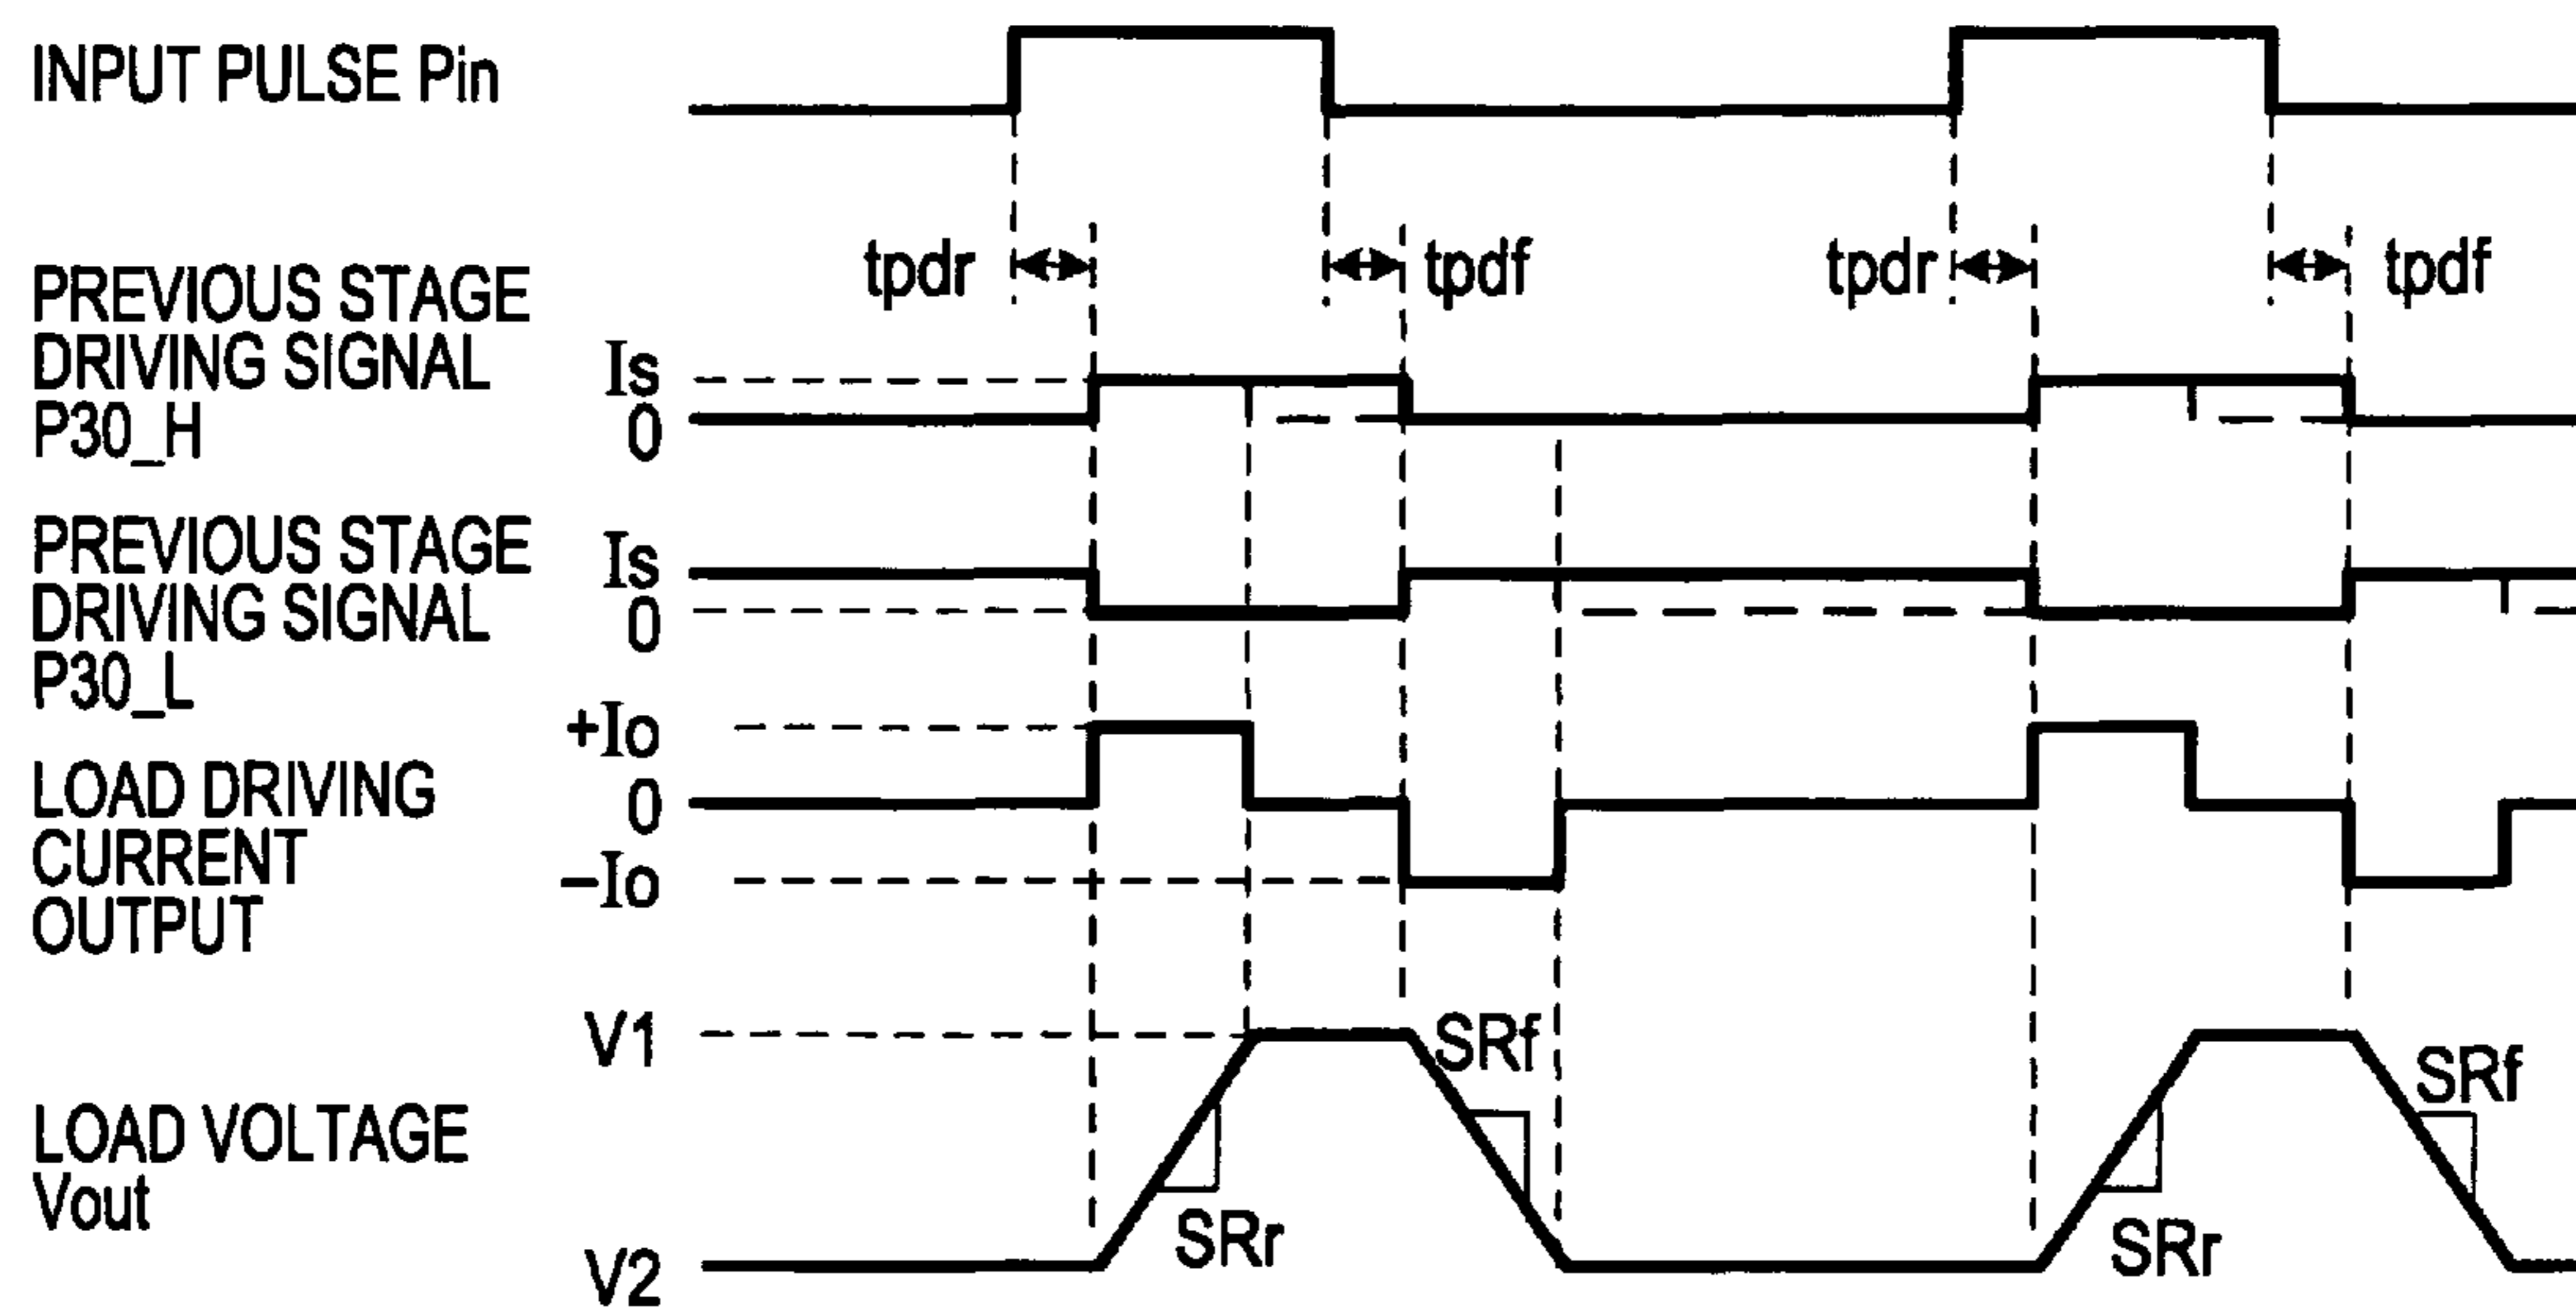 INPUT PULSE Pin
tpdr
tpdf
tpdr
tpdf
PREVIOUS STAGE
DRIVING SIGNAL
P30_H
Is
0
PREVIOUS STAGE
DRIVING SIGNAL
P30_L
Is
0
LOAD DRIVING
CURRENT
OUTPUT
+Io
0
−Io
LOAD VOLTAGE
Vout
V1
V2
SRr
SRf
SRr
SRf